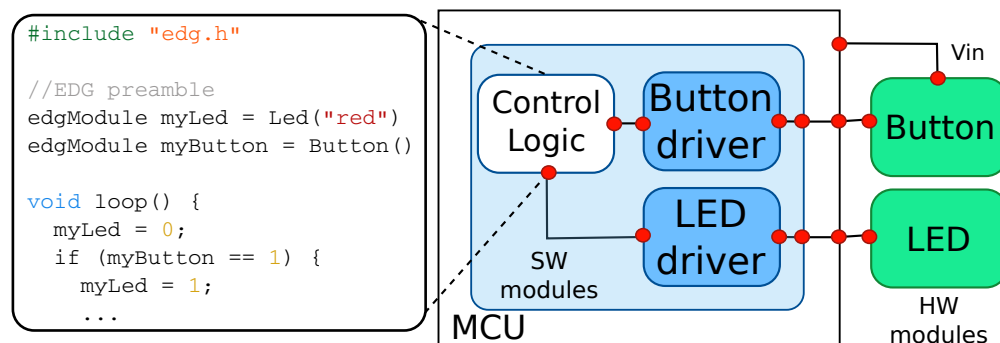 #include "edg.h"
//EDG preamble
edgModule myLed = Led("red")
edgModule myButton = Button()
void loop() {
myLed = 0;
if (myButton == 1) {
myLed = 1;
...
Control
Logic
Button
driver
LED
driver
SW
modules
MCU
Vin
Button
LED
HW
modules